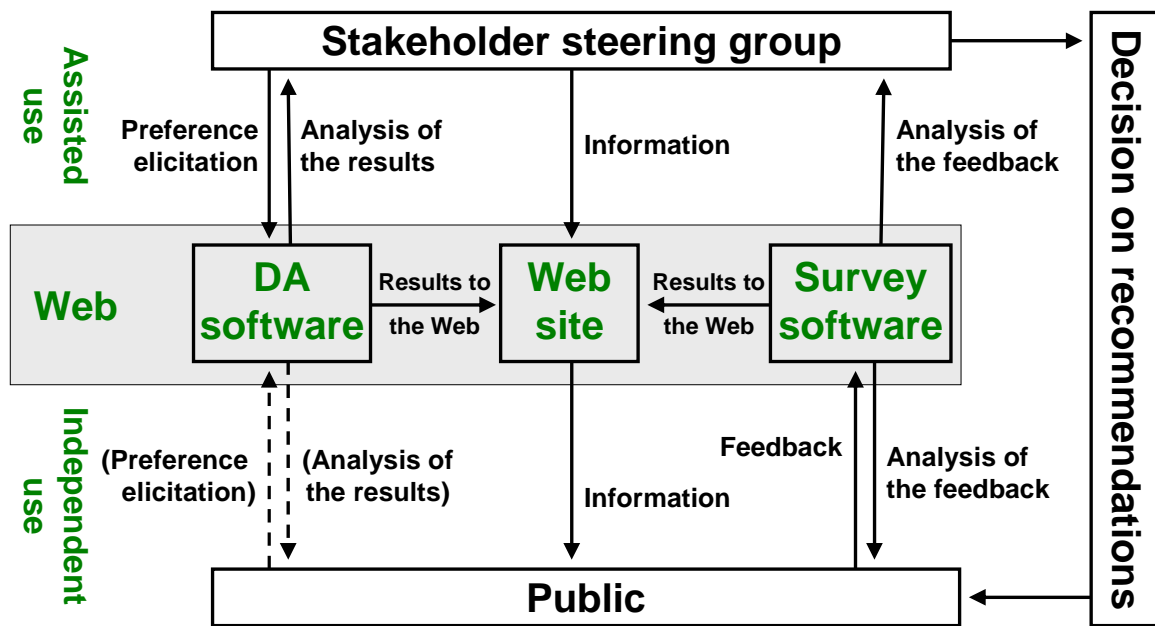 Stakeholder steering group
Decision on recommendations
Assisted
use
Preference
elicitation
Analysis of
the results
Information
Analysis of
the feedback
Web
DA
software
Results to
the Web
Web
site
Results to
the Web
Survey
software
Independent
use
(Preference
elicitation)
(Analysis of
the results)
Information
Feedback
Analysis of
the feedback
Public